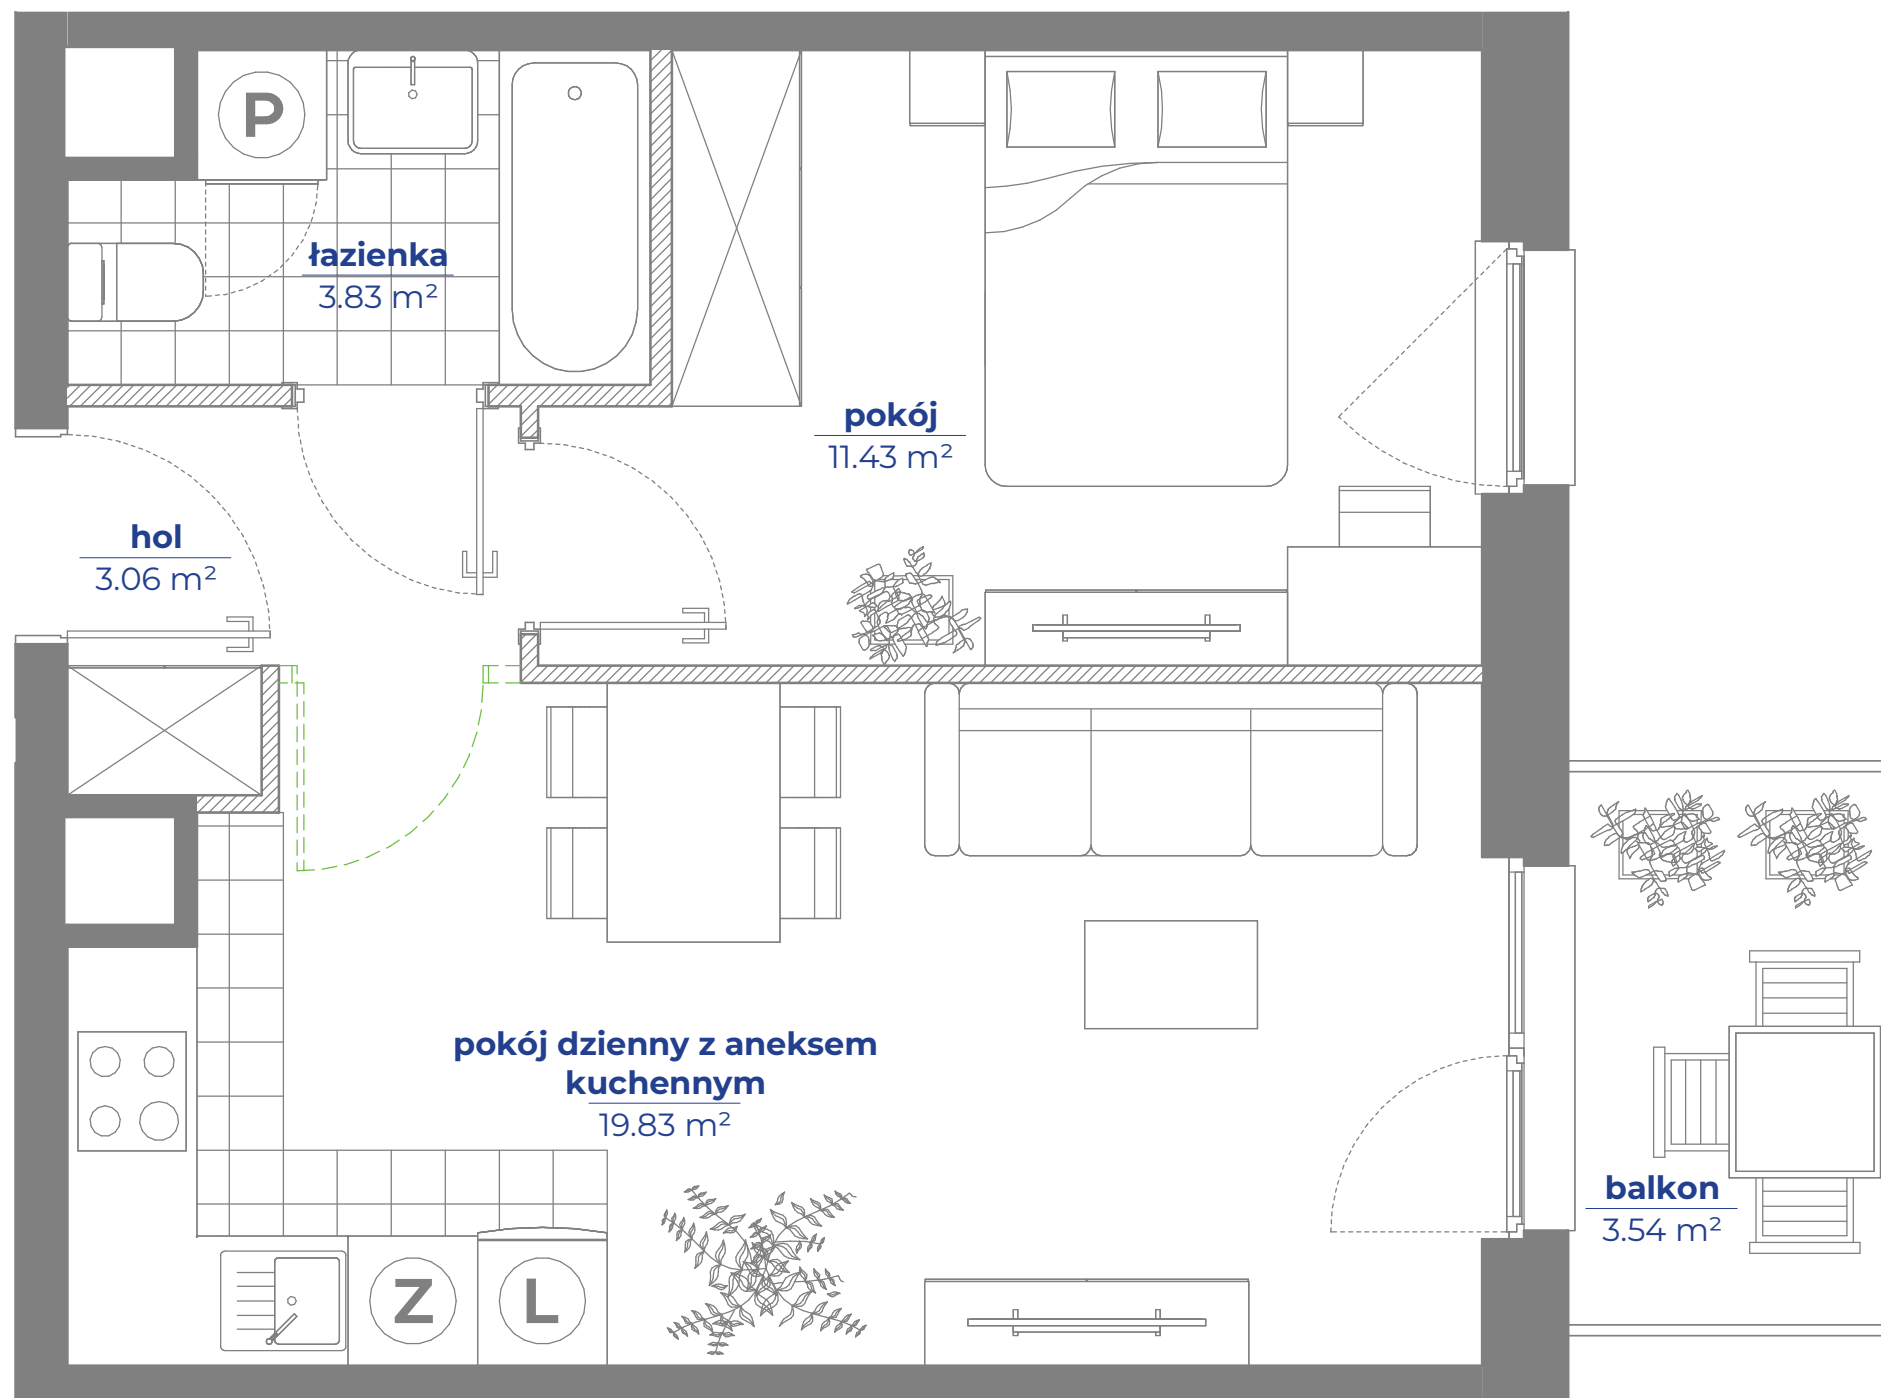 P
łazienka
3.83 m²
pokój
11.43 m²
hol
3.06 m²
pokój dzienny z aneksem
kuchennym
19.83 m²
balkon
3.54 m²
Z
L